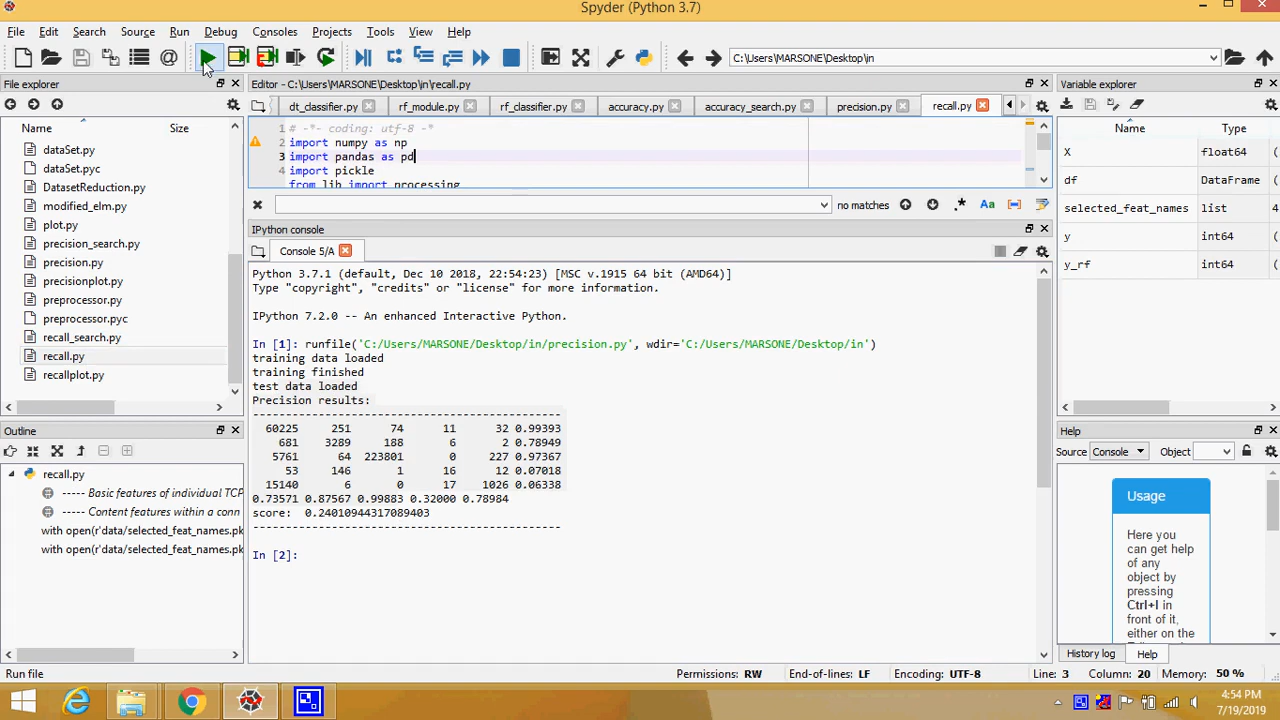 Spyder (Python 3.7)
File Edit Search Source Run Debug Consoles Projects Tools View Help
C:\Users\MARSONE\Desktop\in
File explorer
Name Size
dataSet.py
dataSet.pyc
DatasetReduction.py
modified_elm.py
plot.py
precision_search.py
precision.py
precisionplot.py
preprocessor.py
preprocessor.pyc
recall_search.py
recall.py
recallplot.py
Outline
recall.py
----- Basic features of individual TCP
----- Content features within a conn
with open(r'data/selected_feat_names.pk
with open(r'data/selected_feat_names.pk
Editor - C:\Users\MARSONE\Desktop\in\recall.py
dt_classifier.py rf_module.py rf_classifier.py accuracy.py accuracy_search.py precision.py recall.py
1 # -*- coding: utf-8 -*
2 import numpy as np
3 import pandas as pd
4 import pickle
from lib import processing
.* Aa no matches
IPython console
Console 5/A
Python 3.7.1 (default, Dec 10 2018, 22:54:23) [MSC v.1915 64 bit (AMD64)]
Type "copyright", "credits" or "license" for more information.
IPython 7.2.0 -- An enhanced Interactive Python.
In [1]: runfile('C:/Users/MARSONE/Desktop/in/precision.py', wdir='C:/Users/MARSONE/Desktop/in')
training data loaded
training finished
test data loaded
Precision results:
--------------------------------------------
60225 251 74 11 32 0.99393
681 3289 188 6 2 0.78949
5761 64 223801 0 227 0.97367
53 146 1 16 12 0.07018
15140 6 0 17 1026 0.06338
0.73571 0.87567 0.99883 0.32000 0.78984
score: 0.24010944317089403
--------------------------------------------
In [2]:
Variable explorer
Name Type
X float64 (
df DataFrame (
selected_feat_names list 4
y int64 (
y_rf int64 (
Help
Source Console Object
Usage
Here you
can get help
of any
object by
pressing
Ctrl+I in
front of it,
either on the
History log Help
Run file
Permissions: RW End-of-lines: LF Encoding: UTF-8 Line: 3 Column: 20 Memory: 50 %
4:54 PM
7/19/2019